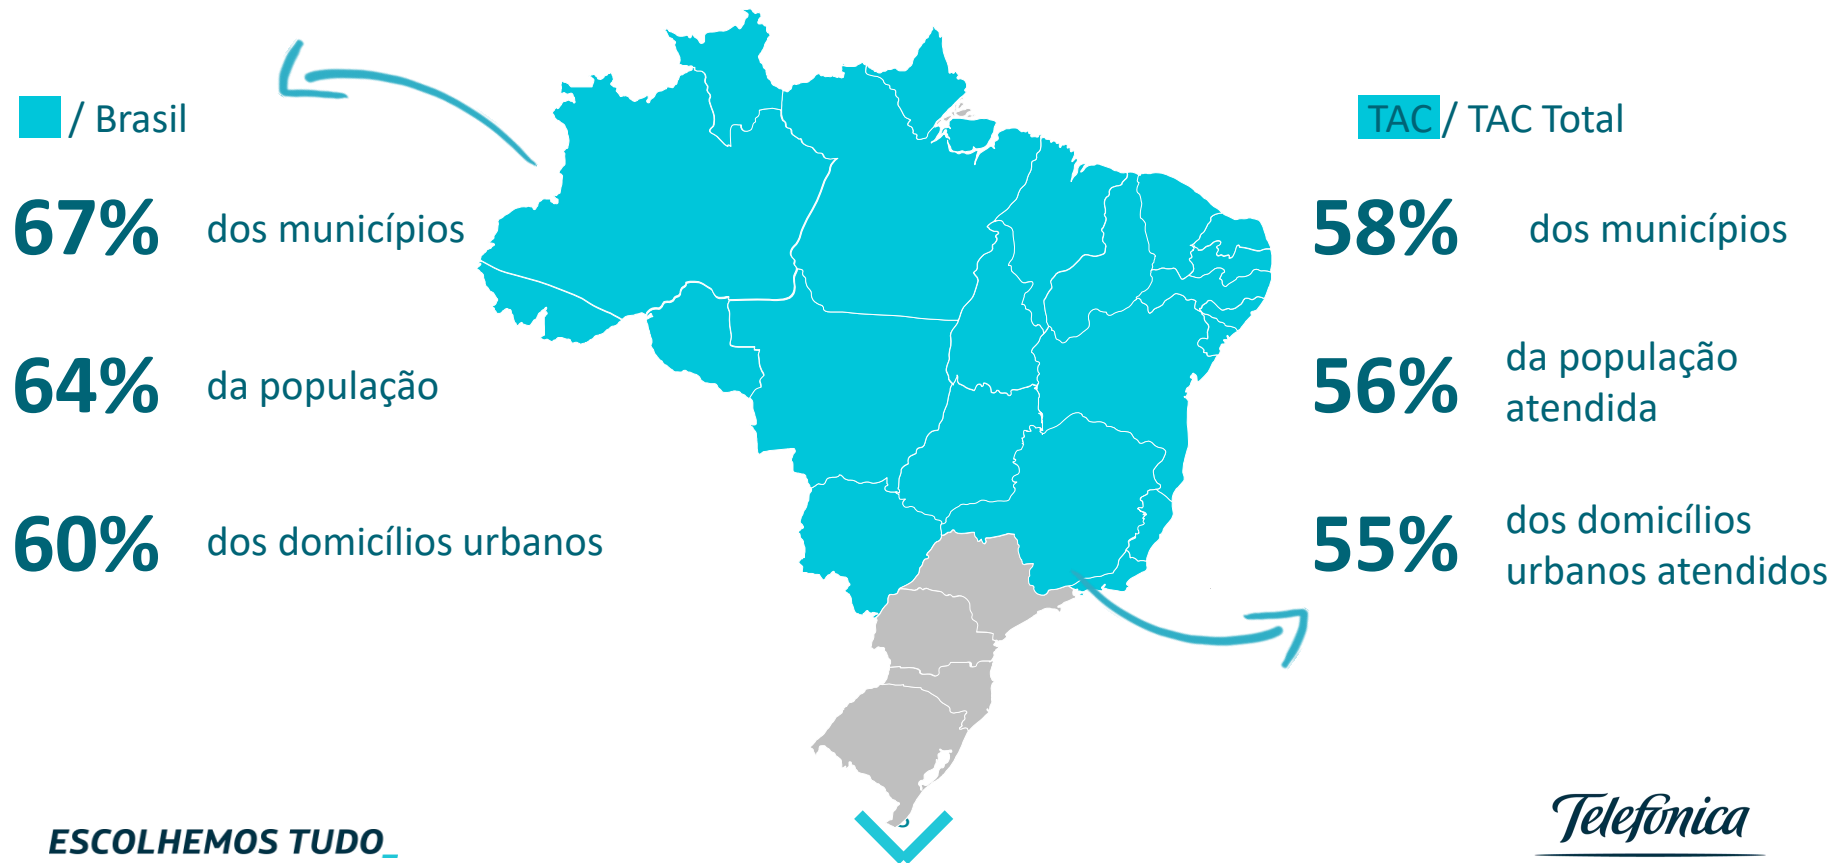 / Brasil
67% dos municípios
64% da população
60% dos domicílios urbanos
TAC / TAC Total
58% dos municípios
56% da população
atendida
55% dos domicílios
urbanos atendidos
ESCOLHEMOS TUDO_
Telefónica